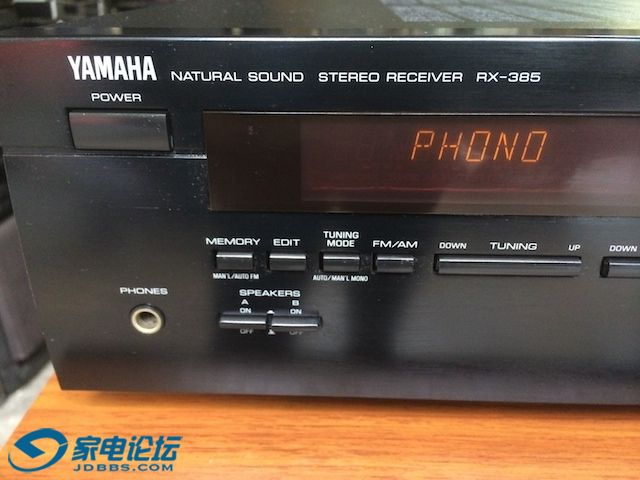 YAMAHA NATURAL SOUND STEREO RECEIVER RX-385
POWER
PHONO
MEMORY EDIT TUNING MODE FM/AM DOWN TUNING UP DOWN
MAN'L/AUTO FM AUTO/MAN'L MONO
PHONES
SPEAKERS
A B
ON ON
OFF OFF
家电论坛
JDBBS.COM